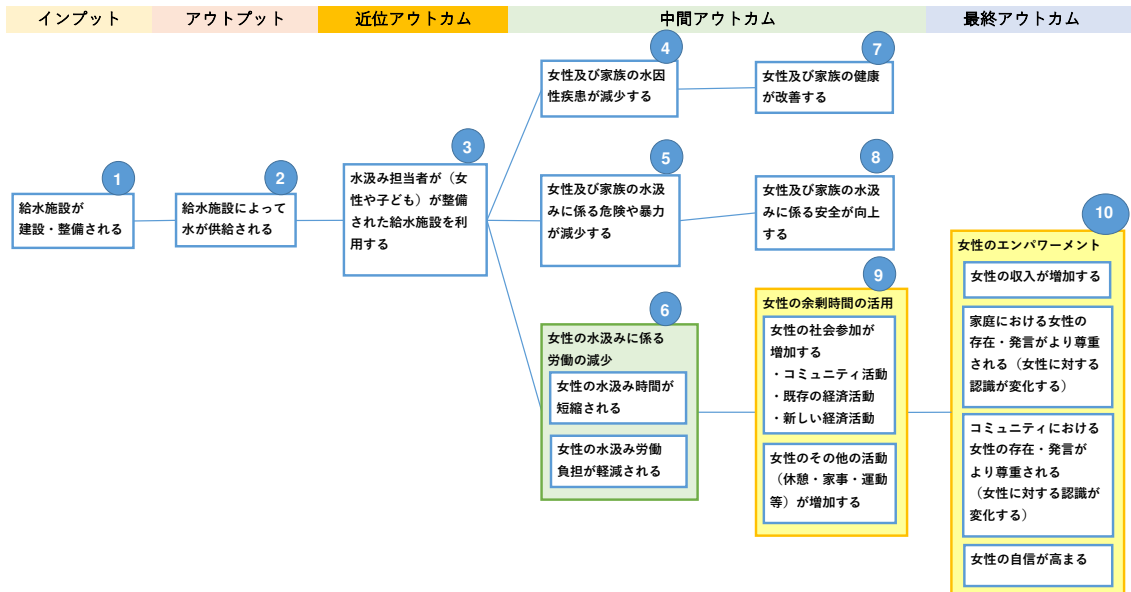 インプット
アウトプット
近位アウトカム
中間アウトカム
最終アウトカム
1
給水施設が
建設・整備される
2
給水施設によって
水が供給される
3
水汲み担当者が（女
性や子ども）が整備
された給水施設を利
用する
4
女性及び家族の水因
性疾患が減少する
7
女性及び家族の健康
が改善する
5
女性及び家族の水汲
みに係る危険や暴力
が減少する
8
女性及び家族の水汲
みに係る安全が向上
する
6
女性の水汲みに係る
労働の減少
女性の水汲み時間が
短縮される
女性の水汲み労働
負担が軽減される
9
女性の余剰時間の活用
女性の社会参加が
増加する
・コミュニティ活動
・既存の経済活動
・新しい経済活動
女性のその他の活動
（休憩・家事・運動
等）が増加する
10
女性のエンパワーメント
女性の収入が増加する
家庭における女性の
存在・発言がより尊重
される（女性に対する
認識が変化する）
コミュニティにおける
女性の存在・発言が
より尊重される
（女性に対する認識が
変化する）
女性の自信が高まる